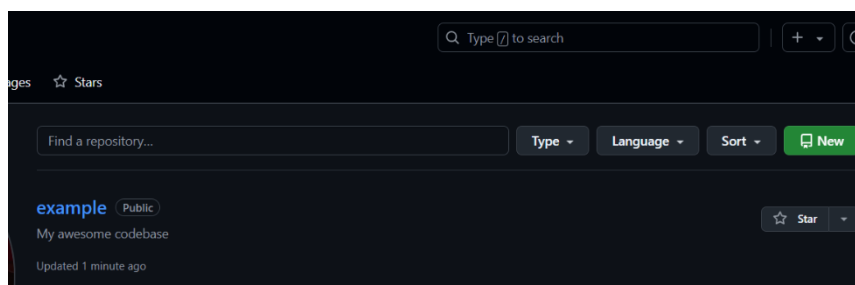 Type / to search
ages Stars
Find a repository... Type Language Sort New
example Public
Star
My awesome codebase
Updated 1 minute ago